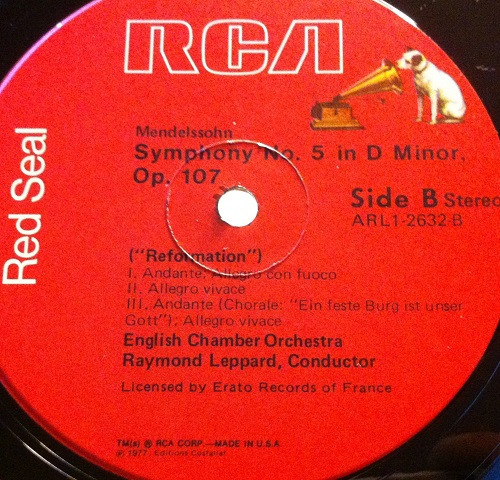 RCA
Red Seal
Mendelssohn
Symphony No. 5 in D Minor,
Op. 107
Side B Stereo
ARL1-2632-B
("Reformation")
I. Andante; Allegro con fuoco
II. Allegro vivace
III. Andante (Chorale: "Ein feste Burg ist unser
Gott"); Allegro vivace
English Chamber Orchestra
Raymond Leppard, Conductor
Licensed by Erato Records of France
TM(s) ® RCA CORP.—MADE IN U.S.A.
℗ 1977, Editions Costallat